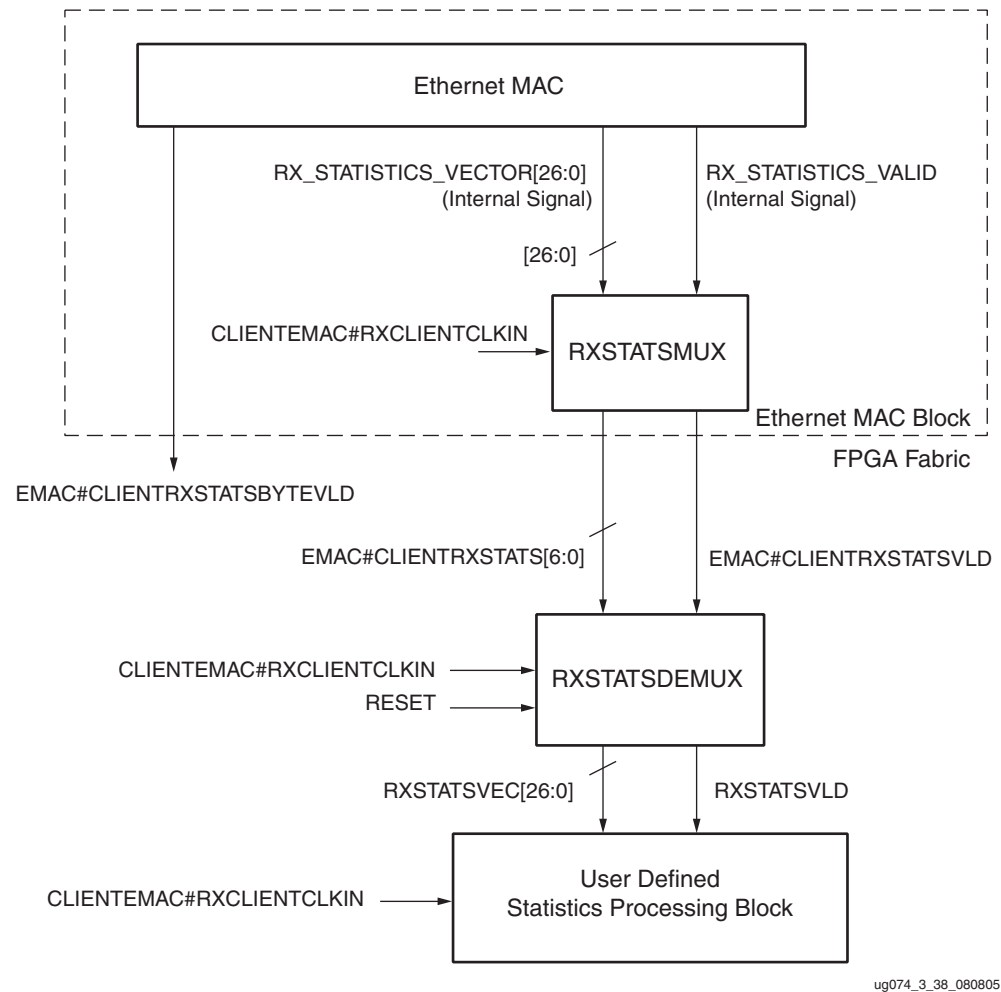 Ethernet MAC
RX_STATISTICS_VECTOR[26:0]
(Internal Signal)
RX_STATISTICS_VALID
(Internal Signal)
[26:0]
CLIENTEMAC#RXCLIENTCLKIN
RXSTATSMUX
Ethernet MAC Block
FPGA Fabric
EMAC#CLIENTRXSTATSBYTEVLD
EMAC#CLIENTRXSTATS[6:0]
EMAC#CLIENTRXSTATSVLD
CLIENTEMAC#RXCLIENTCLKIN
RESET
RXSTATSDEMUX
RXSTATSVEC[26:0]
RXSTATSVLD
CLIENTEMAC#RXCLIENTCLKIN
User Defined
Statistics Processing Block
ug074_3_38_080805